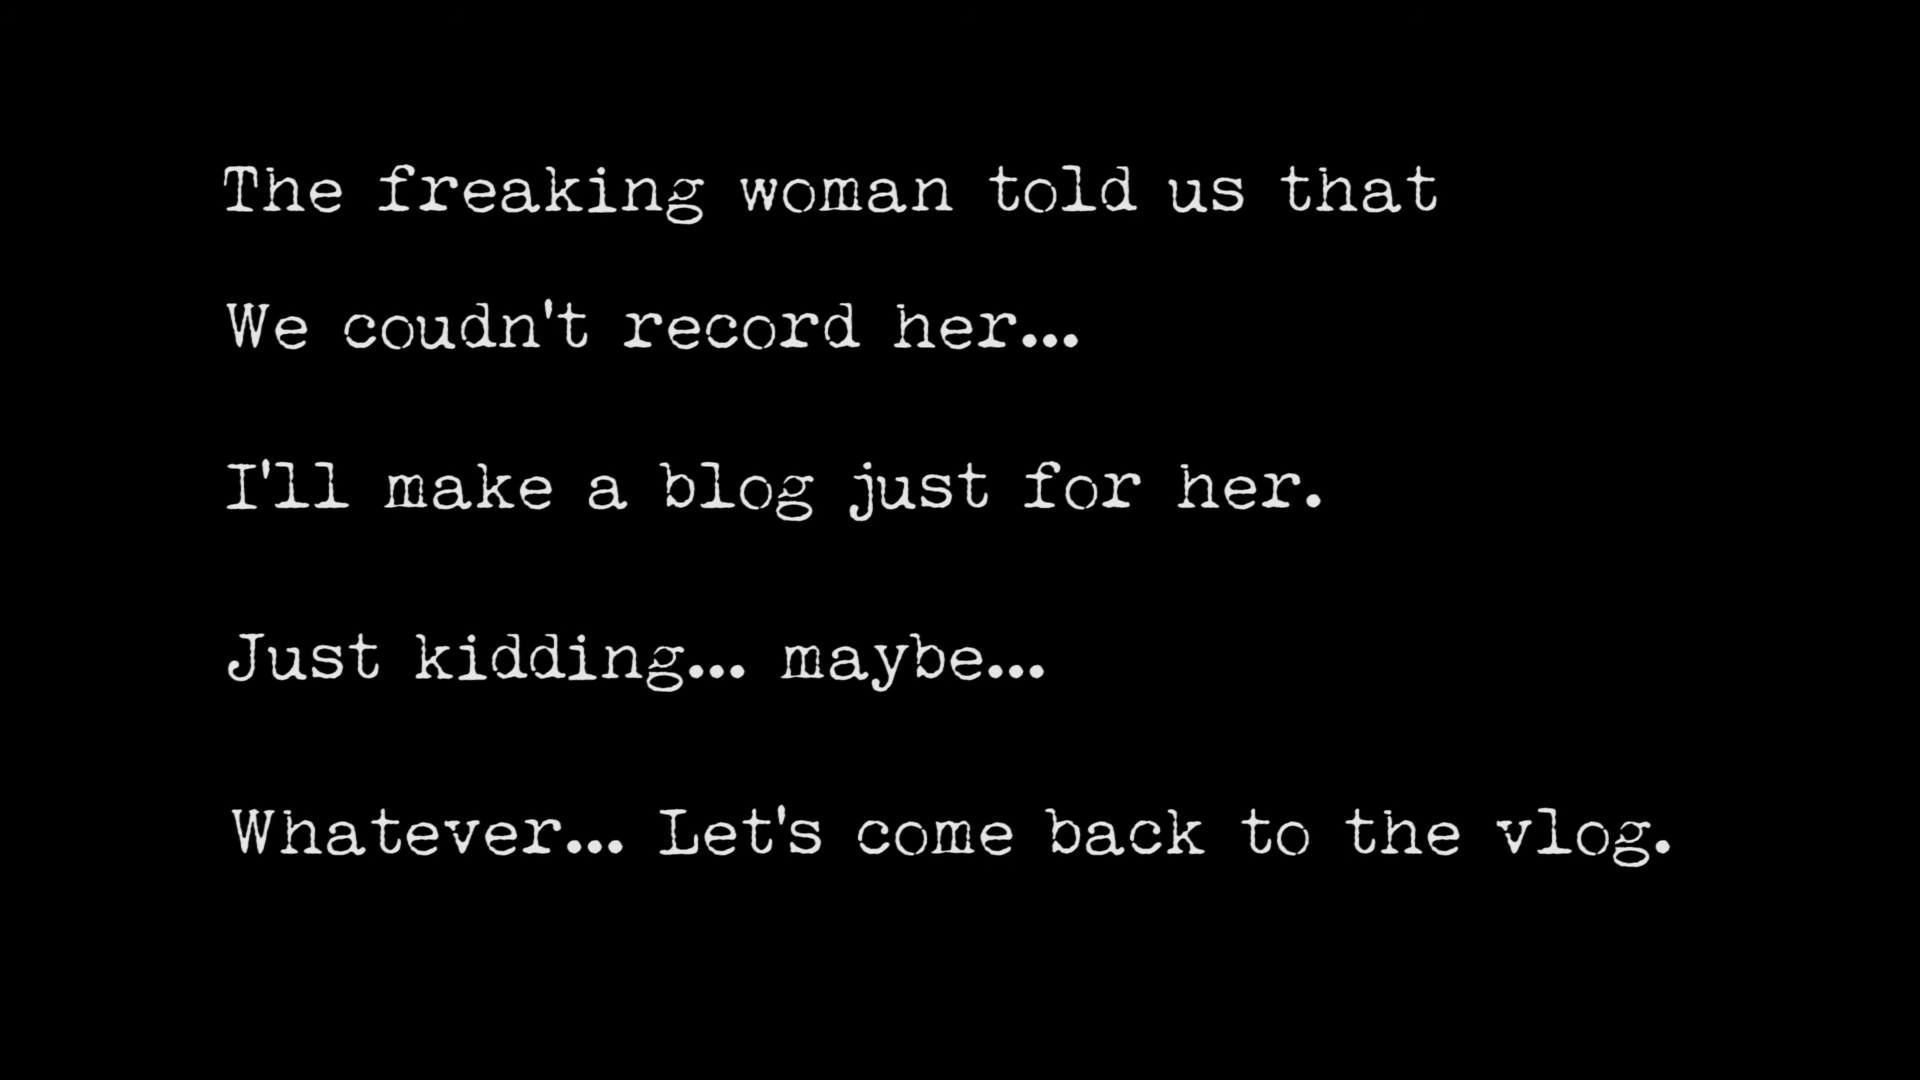 The freaking woman told us that
We coudn't record her...
I'll make a blog just for her.
Just kidding... maybe...
Whatever... Let's come back to the vlog.